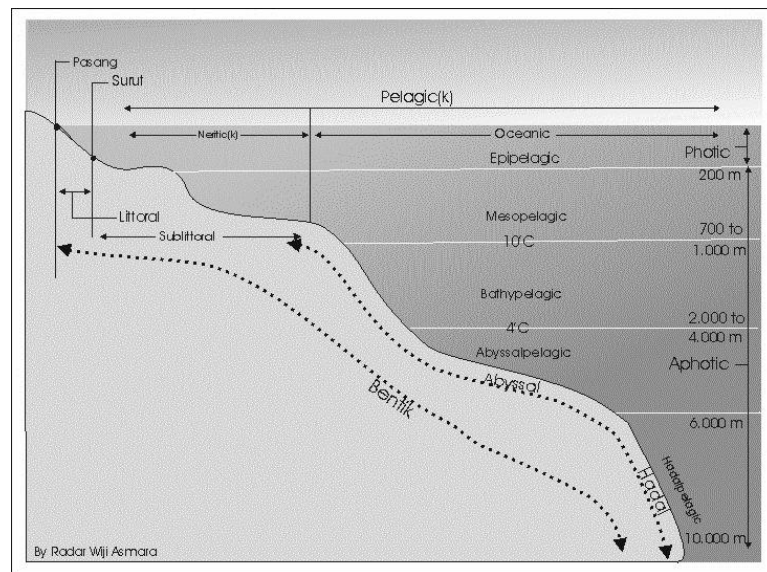 Pasang
Surut
Pelagic(k)
Neritic(k)
Oceanic
Photic
Epipelagic
200 m
Littoral
Mesopelagic
700 to
Sublittoral
10°C
1.000 m
Bathypelagic
4°C
2.000 to
4.000 m
Abyssalpelagic
Aphotic
Abyssal
Bentik
6.000 m
Hadal
Hadalpelagic
10.000 m
By Radar Wiji Asmara